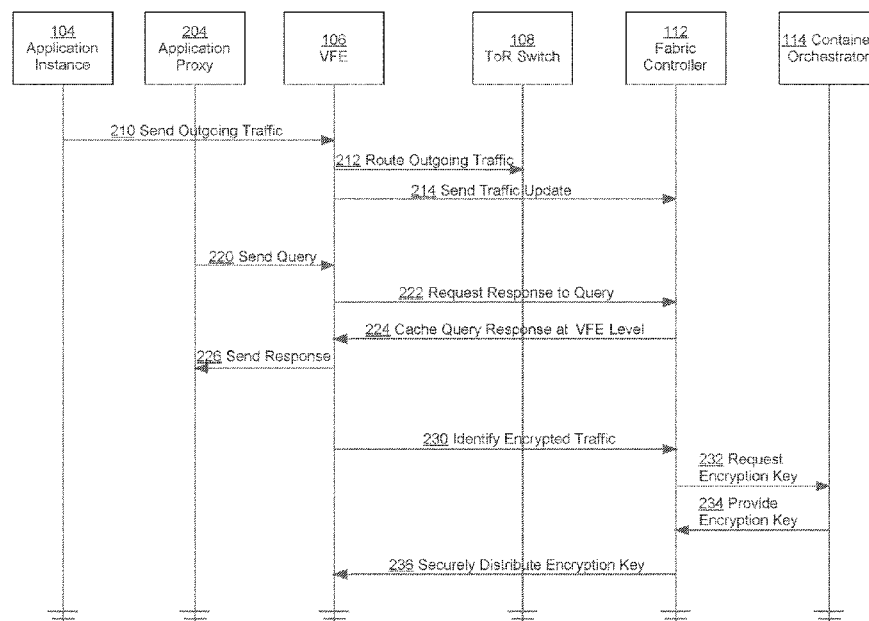 104
Application
Instance
204
Application
Proxy
106
VFE
108
ToR Switch
112
Fabric
Controller
114 Container
Orchestrator
210 Send Outgoing Traffic
212 Route Outgoing Traffic
214 Send Traffic Update
220 Send Query
222 Request Response to Query
224 Cache Query Response at VFE Level
226 Send Response
230 Identify Encrypted Traffic
232 Request
Encryption Key
234 Provide
Encryption Key
236 Securely Distribute Encryption Key